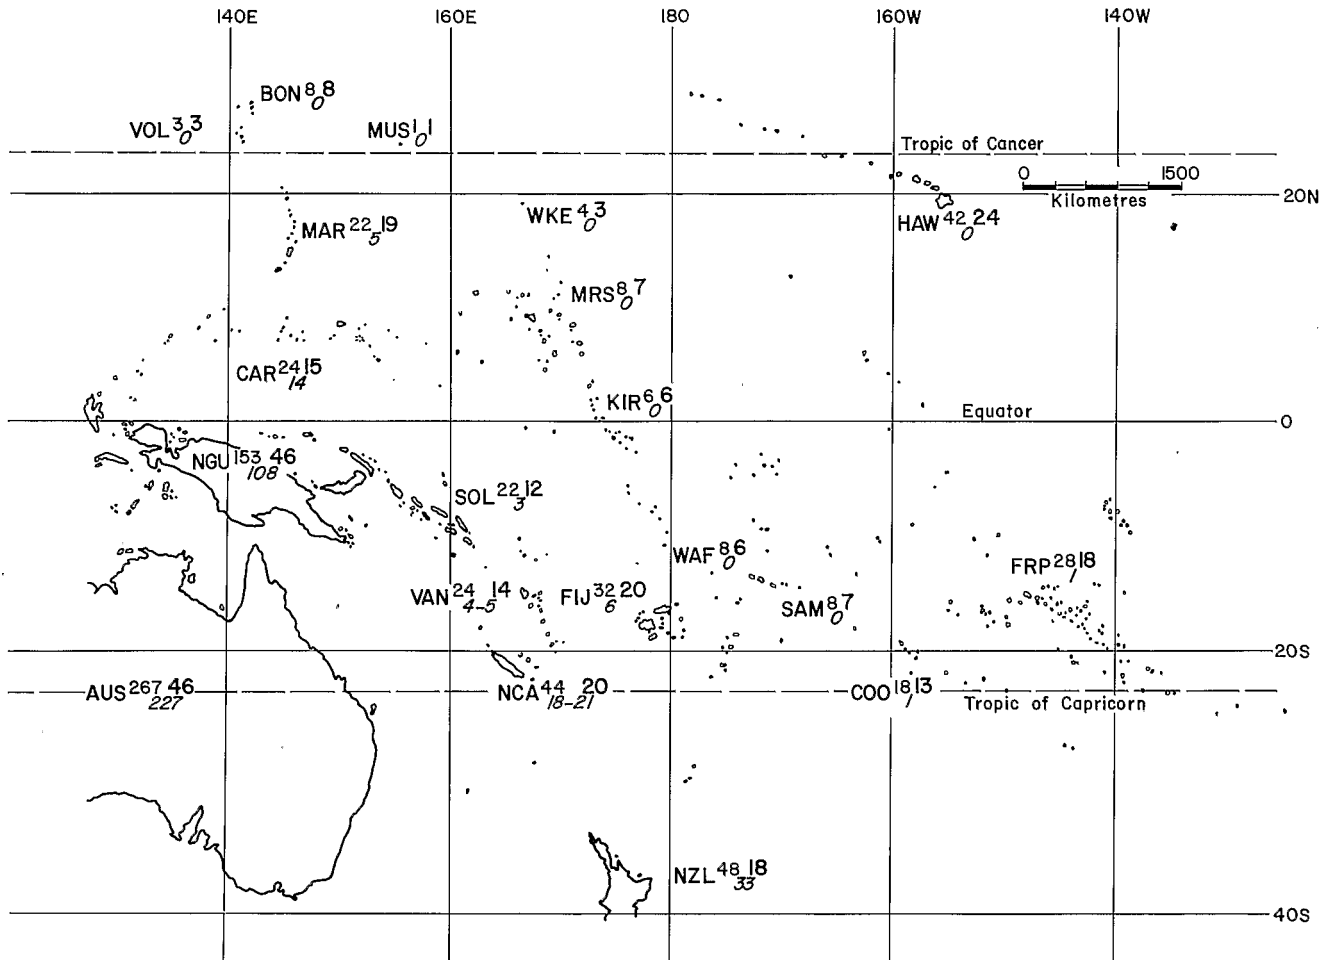 140E 160E 180 160W 140W
BON 8 0 8
VOL 3 0 3
MUS 1 0 1
Tropic of Cancer
0 1500
Kilometres
20N
WKE 4 0 3
HAW 42 0 24
MAR 22 5 19
MRS 8 0 7
CAR 24 14 15
KIR 6 0 6
Equator
0
NGU 153 108 46
SOL 22 3 12
WAF 8 0 6
FRP 28 1 18
VAN 24 4-5 14
FIJ 32 6 20
SAM 8 0 7
20S
AUS 267 227 46
NCA 44 18-21 20
COO 18 1 13
Tropic of Capricorn
NZL 48 33 18
40S